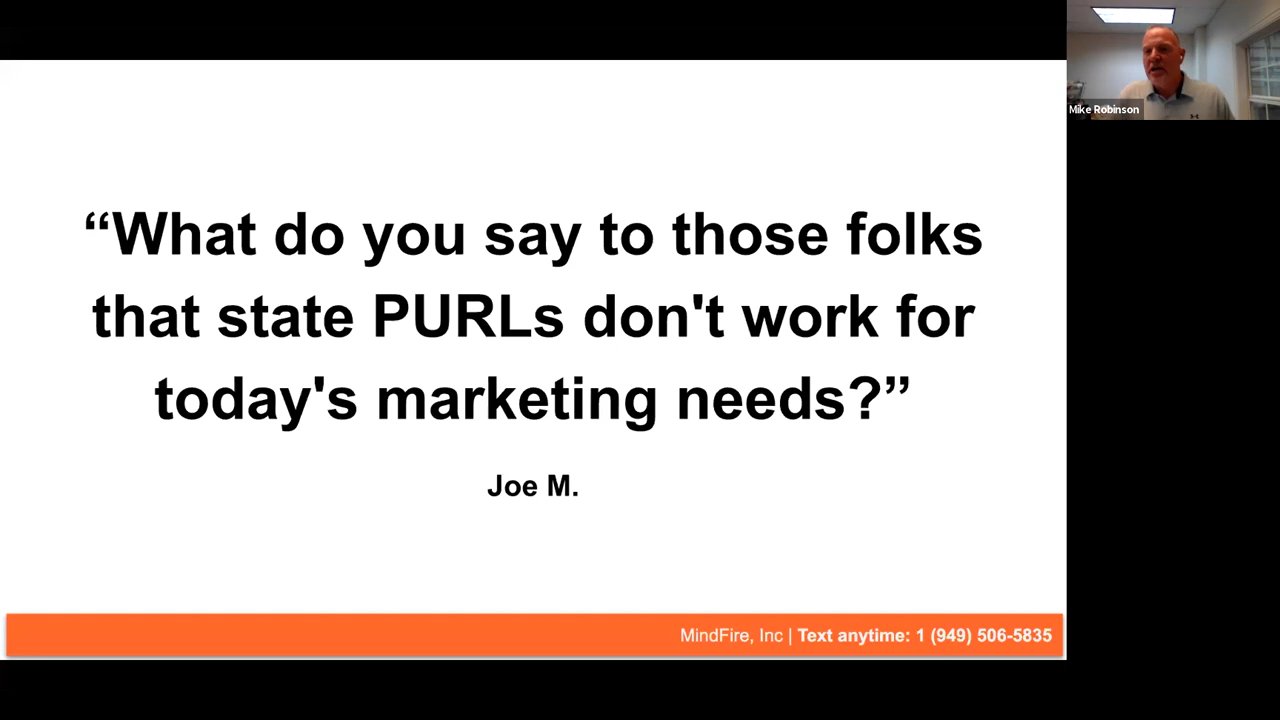 Mike Robinson
“What do you say to those folks
that state PURLs don't work for
today's marketing needs?”
Joe M.
MindFire, Inc | Text anytime: 1 (949) 506-5835